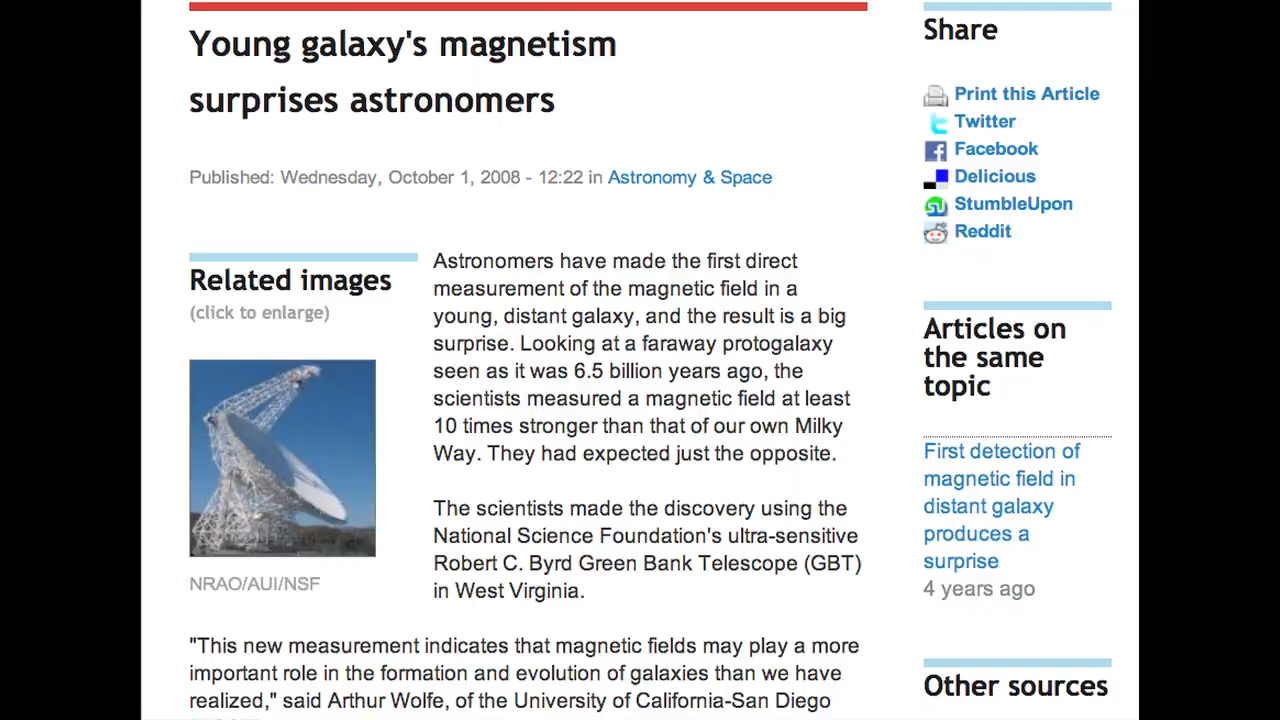 Young galaxy's magnetism
surprises astronomers
Published: Wednesday, October 1, 2008 - 12:22 in Astronomy & Space
Related images
(click to enlarge)
NRAO/AUI/NSF
Astronomers have made the first direct
measurement of the magnetic field in a
young, distant galaxy, and the result is a big
surprise. Looking at a faraway protogalaxy
seen as it was 6.5 billion years ago, the
scientists measured a magnetic field at least
10 times stronger than that of our own Milky
Way. They had expected just the opposite.
The scientists made the discovery using the
National Science Foundation's ultra-sensitive
Robert C. Byrd Green Bank Telescope (GBT)
in West Virginia.
"This new measurement indicates that magnetic fields may play a more
important role in the formation and evolution of galaxies than we have
realized," said Arthur Wolfe, of the University of California-San Diego
Share
Print this Article
Twitter
Facebook
Delicious
StumbleUpon
Reddit
Articles on
the same
topic
First detection of
magnetic field in
distant galaxy
produces a
surprise
4 years ago
Other sources